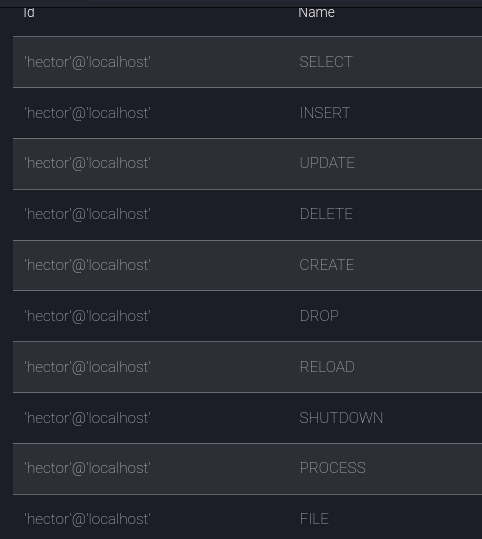 Id Name
'hector'@'localhost' SELECT
'hector'@'localhost' INSERT
'hector'@'localhost' UPDATE
'hector'@'localhost' DELETE
'hector'@'localhost' CREATE
'hector'@'localhost' DROP
'hector'@'localhost' RELOAD
'hector'@'localhost' SHUTDOWN
'hector'@'localhost' PROCESS
'hector'@'localhost' FILE